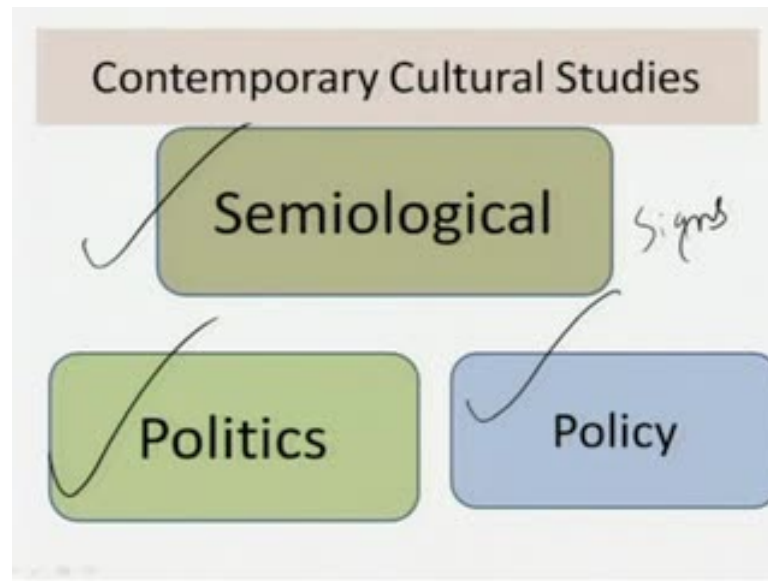 Contemporary Cultural Studies
Semiological
Signs
Politics
Policy